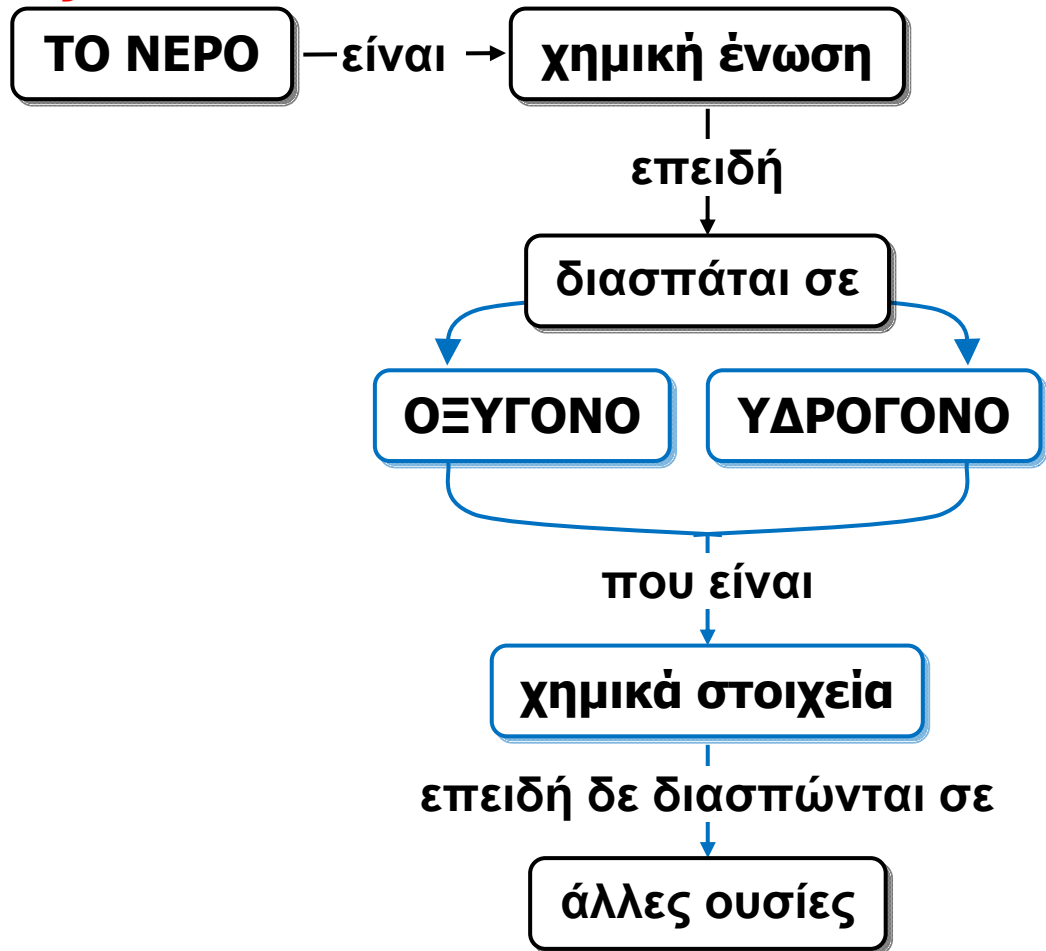 ΤΟ ΝΕΡΟ είναι χημική ένωση
επειδή
διασπάται σε
ΟΞΥΓΟΝΟ ΥΔΡΟΓΟΝΟ
που είναι
χημικά στοιχεία
επειδή δε διασπώνται σε
άλλες ουσίες